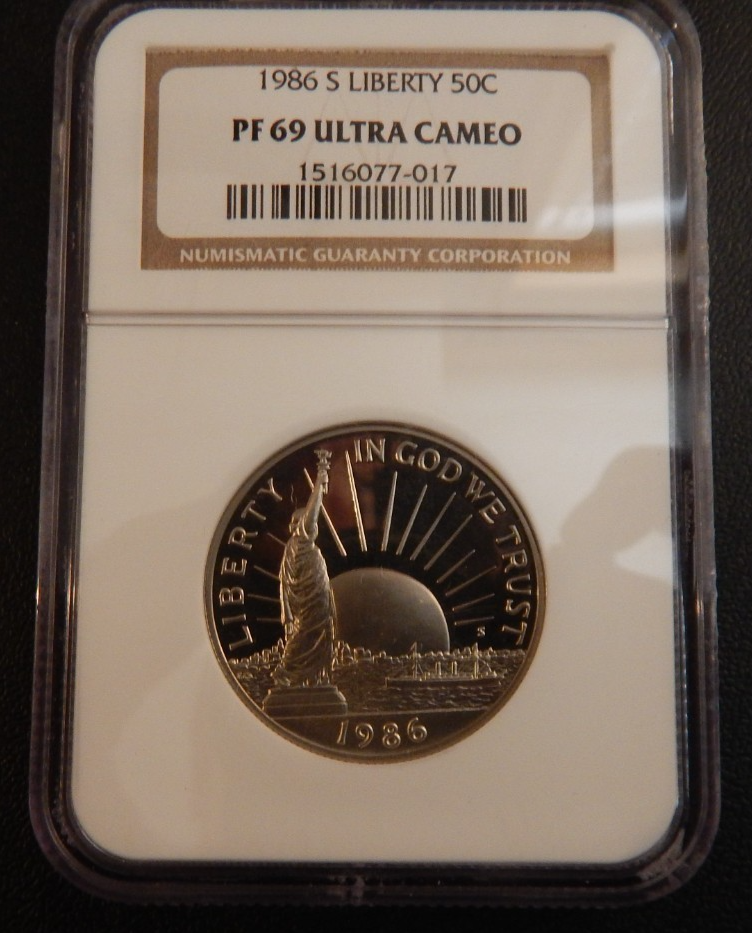 1986 S LIBERTY 50C
PF 69 ULTRA CAMEO
1516077-017
NUMISMATIC GUARANTY CORPORATION
LIBERTY
IN GOD WE TRUST
S
1986